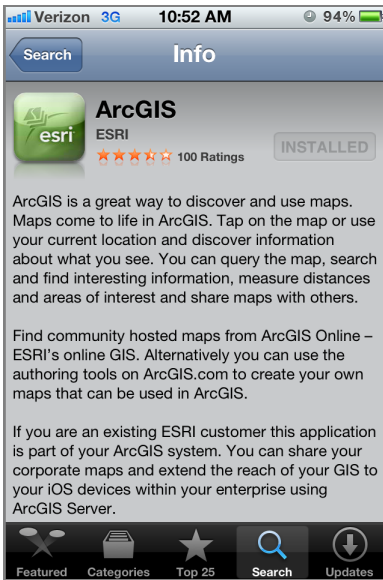 Verizon 3G 10:52 AM 94%
Search Info
esri
ArcGIS
ESRI
100 Ratings
INSTALLED
ArcGIS is a great way to discover and use maps.
Maps come to life in ArcGIS. Tap on the map or use
your current location and discover information
about what you see. You can query the map, search
and find interesting information, measure distances
and areas of interest and share maps with others.
Find community hosted maps from ArcGIS Online –
ESRI's online GIS. Alternatively you can use the
authoring tools on ArcGIS.com to create your own
maps that can be used in ArcGIS.
If you are an existing ESRI customer this application
is part of your ArcGIS system. You can share your
corporate maps and extend the reach of your GIS to
your iOS devices within your enterprise using
ArcGIS Server.
Featured Categories Top 25 Search Updates